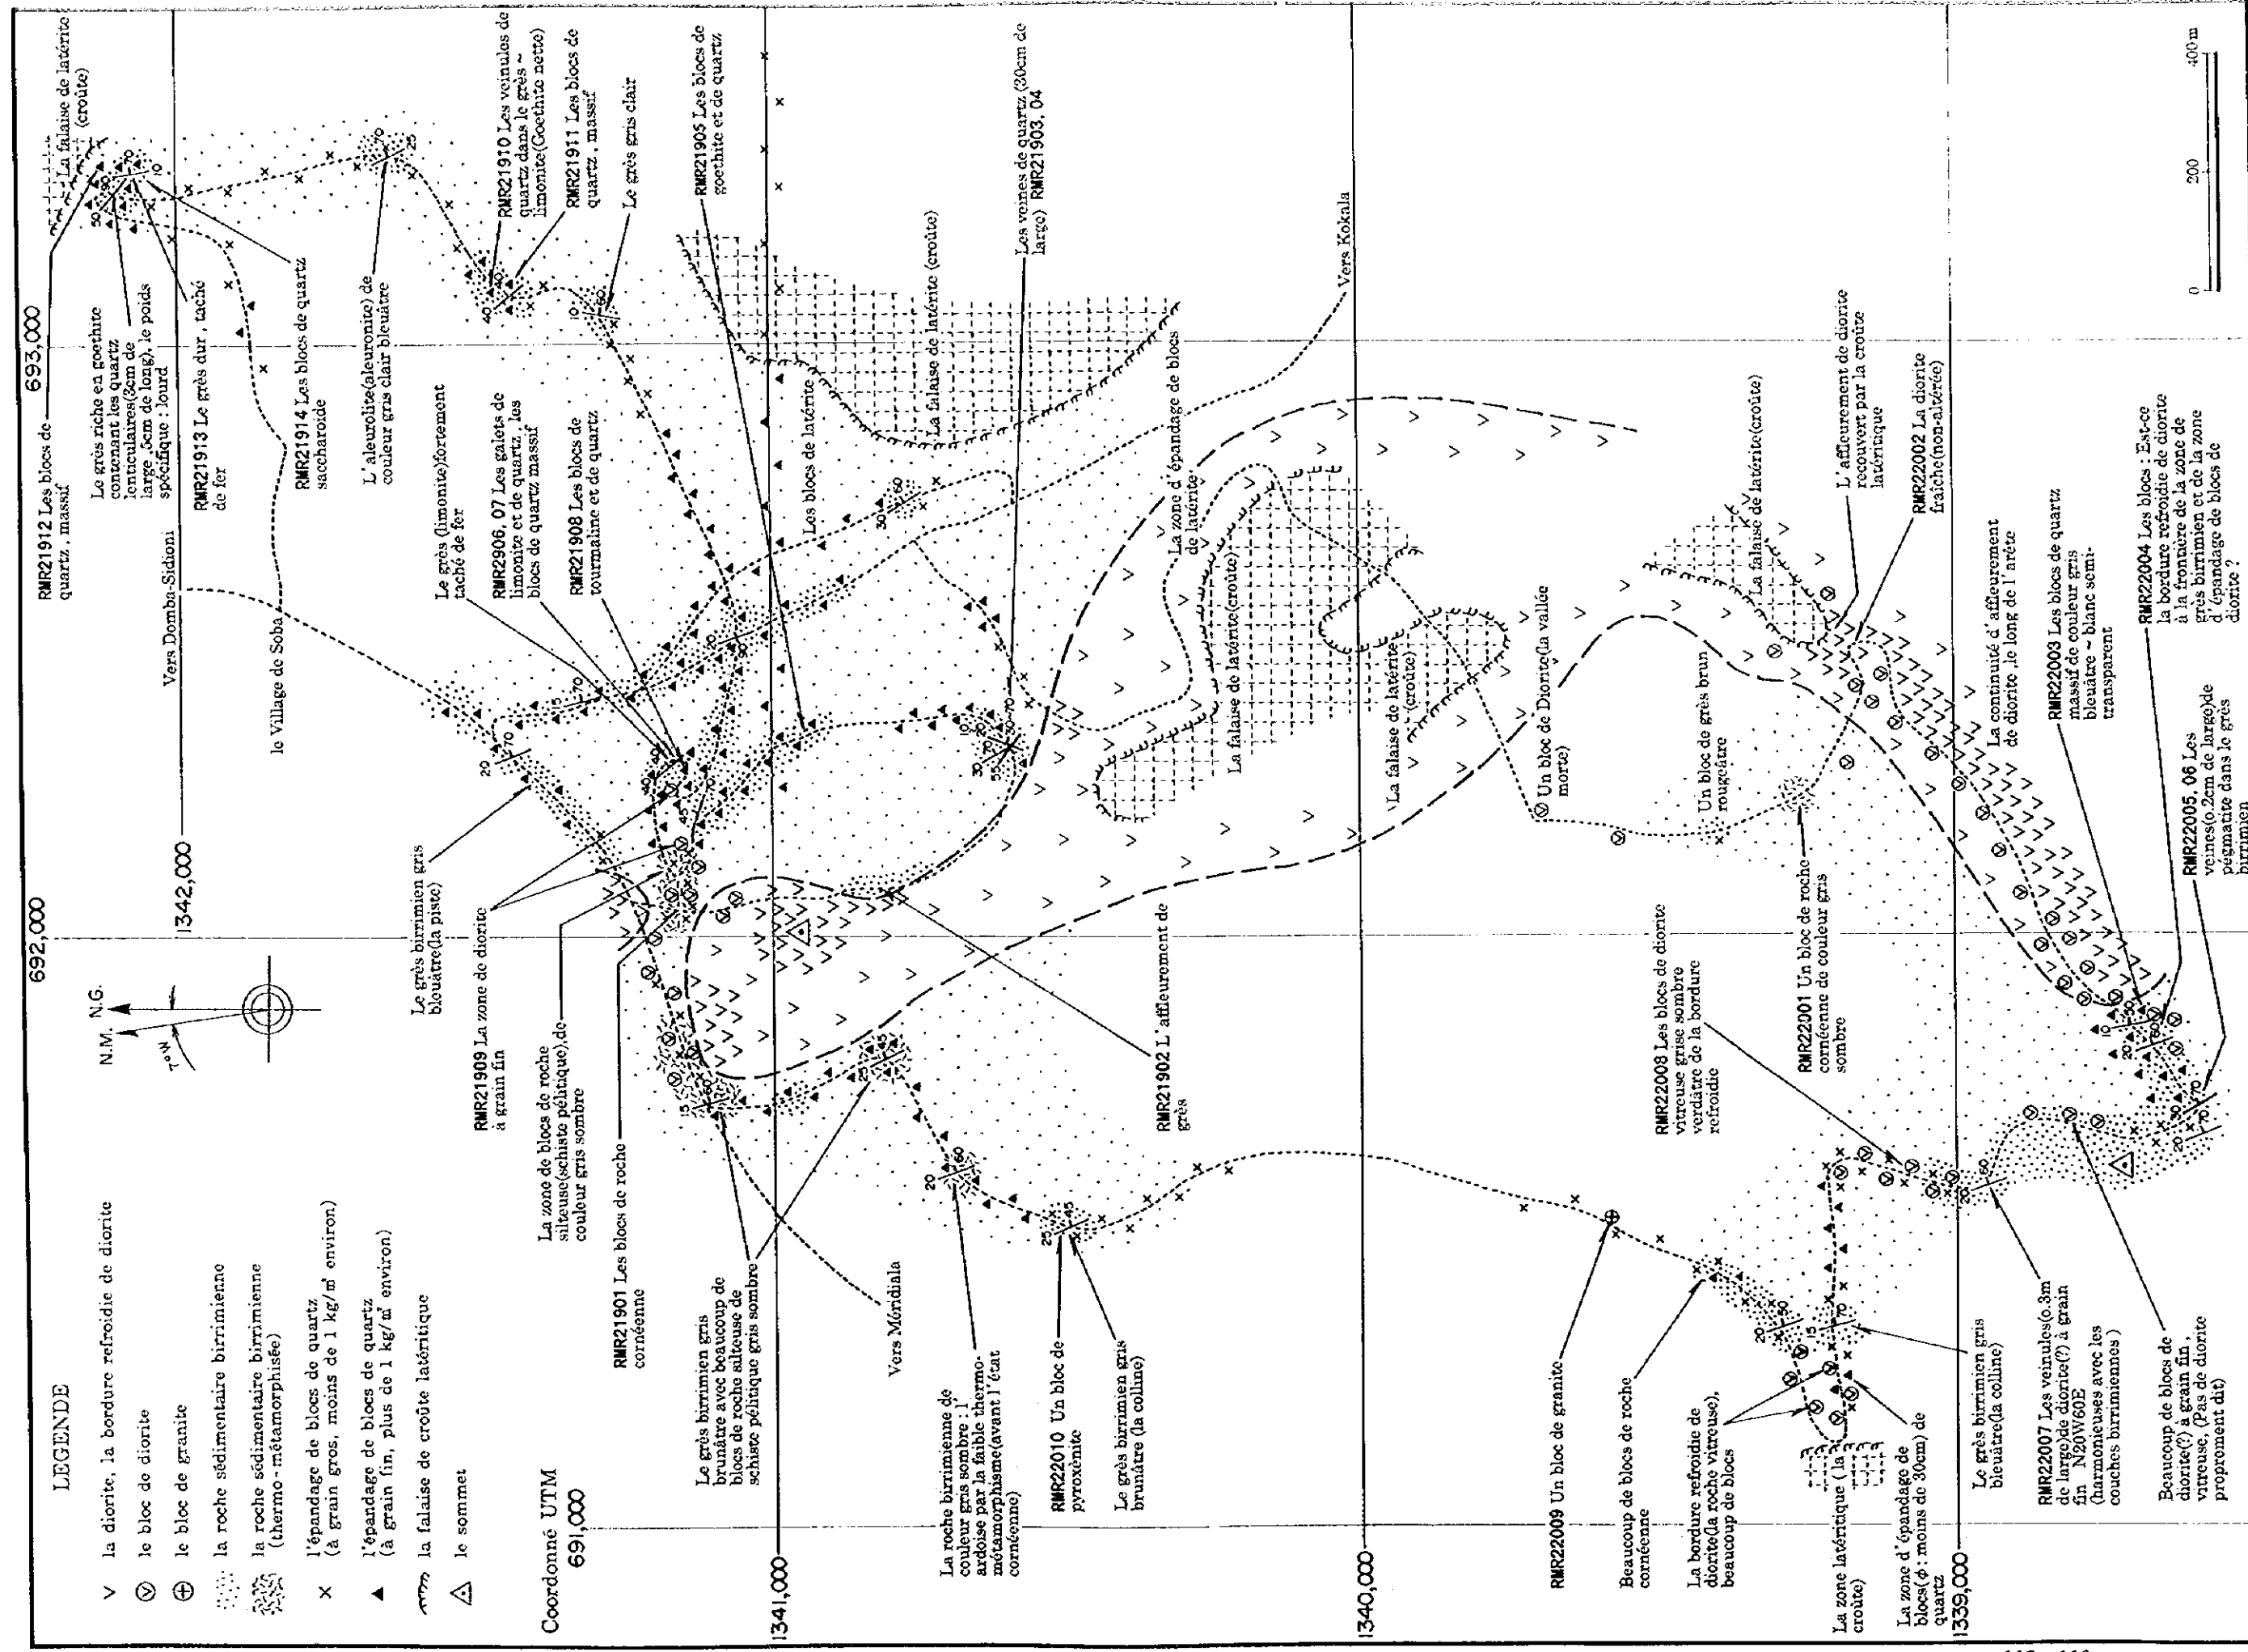 LEGENDE
la diorite, la bordure refroidie de diorite
le bloc de diorite
le bloc de granite
la roche sédimentaire birrimienne
la roche sédimentaire birrimienne
(thermo-métamorphisée)
l'épandage de blocs de quartz
(à grain gros, moins de 1 kg/㎡ environ)
l'épandage de blocs de quartz
(à grain fin, plus de 1 kg/㎡ environ)
la falaise de croûte latéritique
le sommet
Coordonné UTM
691,000
692,000
693,000
1342,000
1341,000
1340,000
1339,000
N.M.
N.G.
7°W
RMR21912 Les blocs de
quartz, massif
La falaise de latérite
(croûte)
Le grès riche en goethite
contenant les quartz
lenticulaires(3cm de
large, 5cm de long), le poids
spécifique : lourd
RMR21913 Le grès dur, taché
de fer
RMR21914 Les blocs de quartz
saccharoide
L'aleurolite(aleuronite) de
couleur gris clair bleuâtre
RMR21910 Les veinules de
quartz dans le grès ~
limonite(Goethite nette)
RMR21911 Les blocs de
quartz, massif
Le grès gris clair
RMR21905 Les blocs de
goethite et de quartz
Vers Domba-Sidioni
le Village de Soba
Le grès (limonite)fortement
taché de fer
RMR2906, 07 Les galets de
limonite et de quartz, les
blocs de quartz massif
RMR21908 Les blocs de
tourmaline et de quartz
Les blocs de latérite
La falaise de latérite (croûte)
Les veines de quartz (30cm de
large) RMR21903, 04
Vers Kokala
La zone d'épandage de blocs
de latérite
La falaise de latérite(croûte)
La falaise de latérite
(croûte)
Le grès birrimien gris
bleuâtre(la piste)
RMR21909 La zone de diorite
à grain fin
La zone de blocs de roche
silteuse(schiste pélitique),de
couleur gris sombre
RMR21901 Les blocs de roche
cornéenne
Le grès birrimien gris
brunâtre avec beaucoup de
blocs de roche silteuse de
schiste pélitique gris sombre
Vers Méridiala
RMR21902 L'affleurement de
grès
La roche birrimienne de
couleur gris sombre : l'
ardoise par la faible thermo-
métamorphisme(avant l'état
cornéenne)
RMR22010 Un bloc de
pyroxénite
Le grès birrimien gris
brunâtre (la colline)
Un bloc de Diorite(la vallée
morte)
Un bloc de grès brun
rougeâtre
La falaise de latérite(croûte)
L'affleurement de diorite
recouvert par la croûte
latéritique
RMR22002 La diorite
fraîche(non-altérée)
La continuité d'affleurement
de diorite ,le long de l'arête
RMR22003 Les blocs de quartz
massif de couleur gris
bleuâtre ~ blanc semi-
transparent
RMR22004 Les blocs : Est-ce
la bordure refroidie de diorite
à la frontière de la zone de
grès birrimien et de la zone
d'épandage de blocs de
diorite ?
RMR22005, 06 Les
veines(0.2cm de large)de
pegmatite dans le grès
birrimien
RMR22001 Un bloc de roche
cornéenne de couleur gris
sombre
RMR22008 Les blocs de diorite
vitreuse grise sombre
verdâtre de la bordure
refroidie
RMR22009 Un bloc de granite
Beaucoup de blocs de roche
cornéenne
La bordure refroidie de
diorite(la roche vitreuse),
beaucoup de blocs
La zone latéritique (la
croûte)
La zone d'épandage de
blocs(φ : moins de 30cm) de
quartz
Le grès birrimien gris
bleuâtre(la colline)
RMR22007 Les veinules(0.3m
de large)de diorite(?) à grain
fin N20W60E
(harmonieuses avec les
couches birrimiennes)
Beaucoup de blocs de
diorite(?) à grain fin,
vitreuse, (Pas de diorite
proprement dit)
0 200 400m